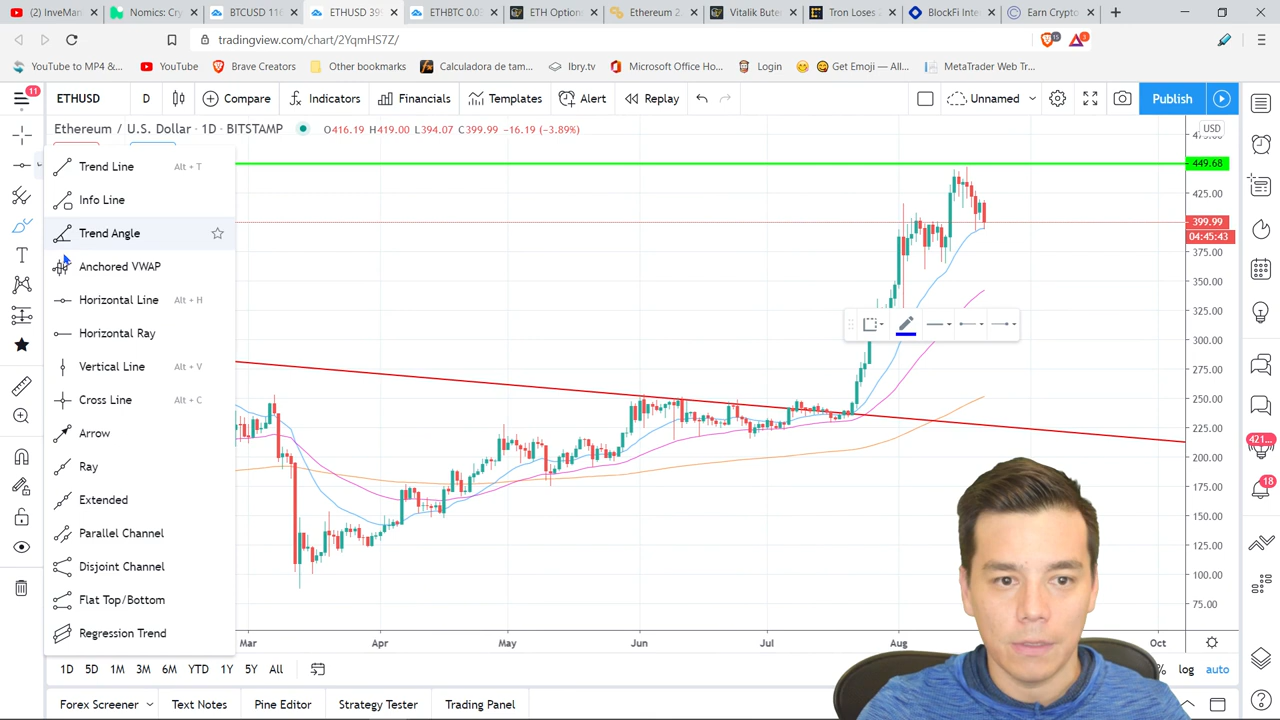 (2) InveMan
Nomics: Cry
BTCUSD 110
ETHUSD 399
ETHBTC 0.03
ETH Options
Ethereum 2.
Vitalik Buter
Tron Loses
BlockFi Inte
Earn Crypto
tradingview.com/chart/2YqmHS7Z/
15
3
YouTube to MP4 &...
YouTube
Brave Creators
Other bookmarks
Calculadora de tam...
lbry.tv
Microsoft Office Ho...
Login
Get Emoji — All...
MetaTrader Web Tr...
11
ETHUSD
D
Compare
Indicators
Financials
Templates
Alert
Replay
Unnamed
Publish
Ethereum / U.S. Dollar · 1D · BITSTAMP
O416.19 H419.00 L394.07 C399.99 −16.19 (−3.89%)
USD
449.68
425.00
399.99
04:45:43
375.00
350.00
325.00
300.00
275.00
250.00
225.00
200.00
175.00
150.00
125.00
100.00
75.00
Trend Line Alt + T
Info Line
Trend Angle
Anchored VWAP
Horizontal Line Alt + H
Horizontal Ray
Vertical Line Alt + V
Cross Line Alt + C
Arrow
Ray
Extended
Parallel Channel
Disjoint Channel
Flat Top/Bottom
Regression Trend
T
18
Mar Apr May Jun Jul Aug Oct
1D 5D 1M 3M 6M YTD 1Y 5Y All
% log auto
Forex Screener
Text Notes
Pine Editor
Strategy Tester
Trading Panel